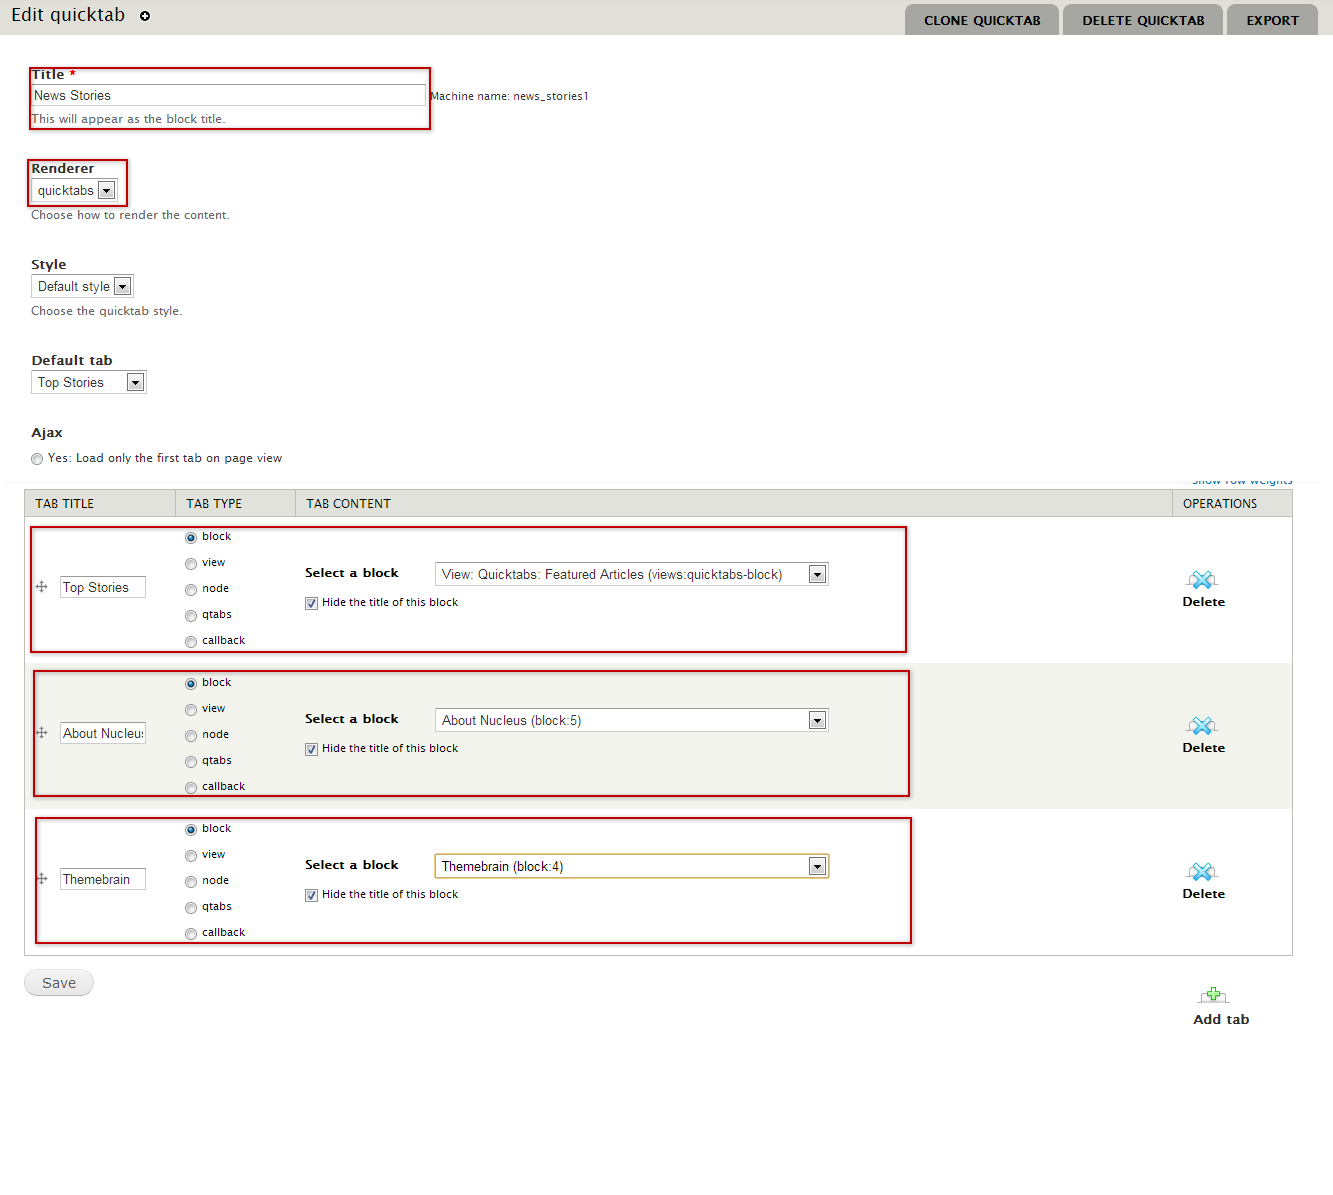 Edit quicktab
CLONE QUICKTAB DELETE QUICKTAB EXPORT
Title *
News Stories Machine name: news_stories1
This will appear as the block title.
Renderer
quicktabs
Choose how to render the content.
Style
Default style
Choose the quicktab style.
Default tab
Top Stories
Ajax
Yes: Load only the first tab on page view
Show row weights
TAB TITLE TAB TYPE TAB CONTENT OPERATIONS
block
view
node
qtabs
callback
Top Stories
Select a block View: Quicktabs: Featured Articles (views:quicktabs-block)
Hide the title of this block
Delete
block
view
node
qtabs
callback
About Nucleus
Select a block About Nucleus (block:5)
Hide the title of this block
Delete
block
view
node
qtabs
callback
Themebrain
Select a block Themebrain (block:4)
Hide the title of this block
Delete
Save
Add tab